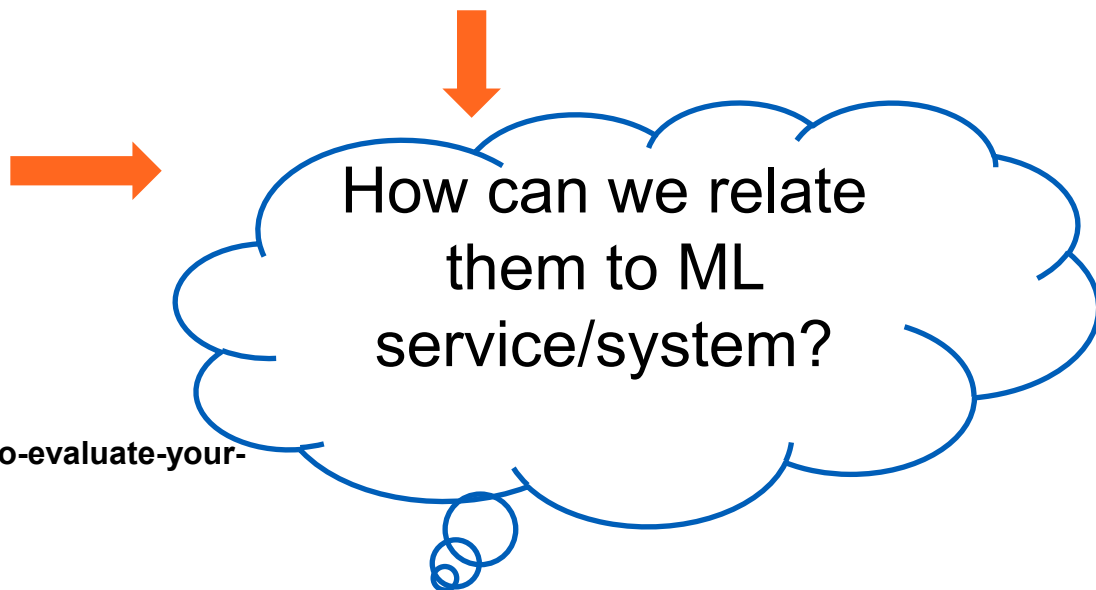 How can we relate
them to ML
service/system?
o-evaluate-your-